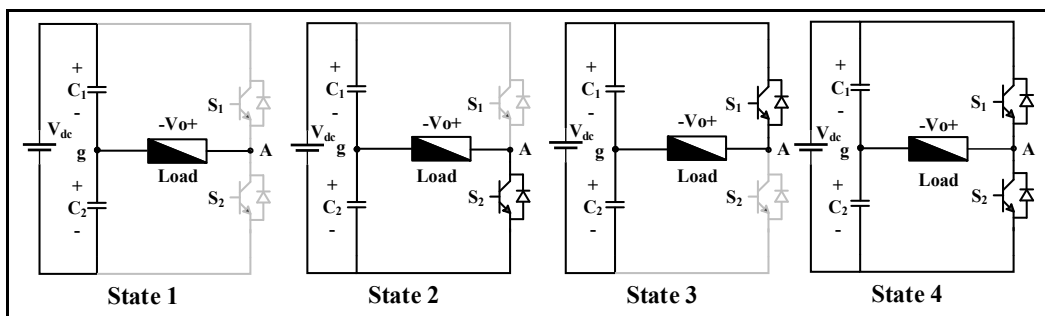 +
C1
-
Vdc
g
-Vo+
Load
A
S1
+
C2
-
S2
State 1
+
C1
-
Vdc
g
-Vo+
Load
A
S1
+
C2
-
S2
State 2
+
C1
-
Vdc
g
-Vo+
Load
A
S1
+
C2
-
S2
State 3
+
C1
-
Vdc
g
-Vo+
Load
A
S1
+
C2
-
S2
State 4